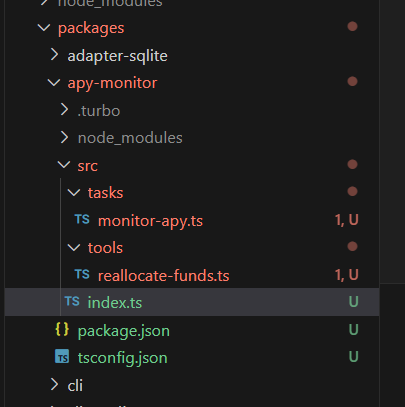 node_modules
packages
adapter-sqlite
apy-monitor
.turbo
node_modules
src
tasks
TS monitor-apy.ts 1, U
tools
TS reallocate-funds.ts 1, U
TS index.ts U
{} package.json U
TS tsconfig.json U
cli